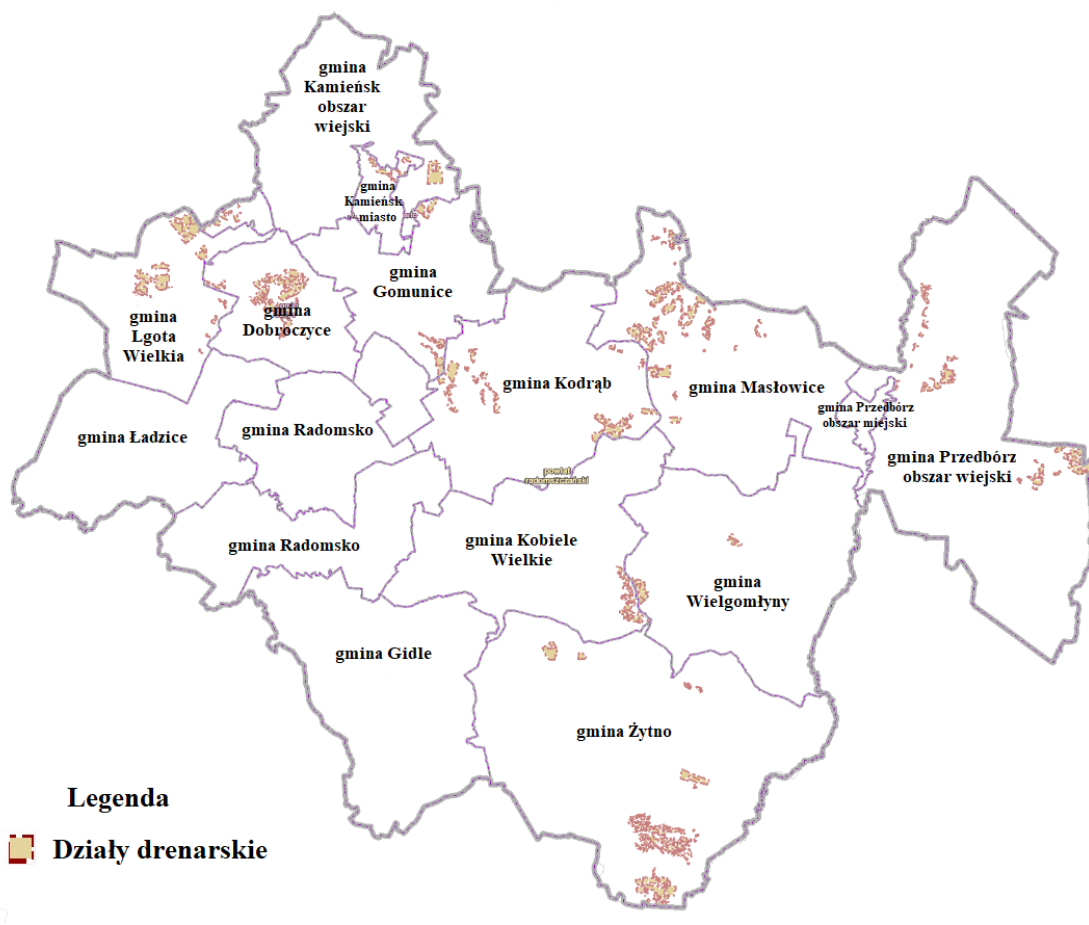 gmina
Kamieńsk
obszar
wiejski
gmina
Kamieńsk
miasto
gmina
Gomunice
gmina
Lgota
Wielkia
gmina
Dobroczyce
gmina Kodrąb
gmina Masłowice
gmina Przedbórz
obszar miejski
gmina Ładzice
gmina Radomsko
gmina Przedbórz
obszar wiejski
powiat
radomszczański
gmina Radomsko
gmina Kobiele
Wielkie
gmina
Wielgomłyny
gmina Gidle
gmina Żytno
Legenda
Działy drenarskie